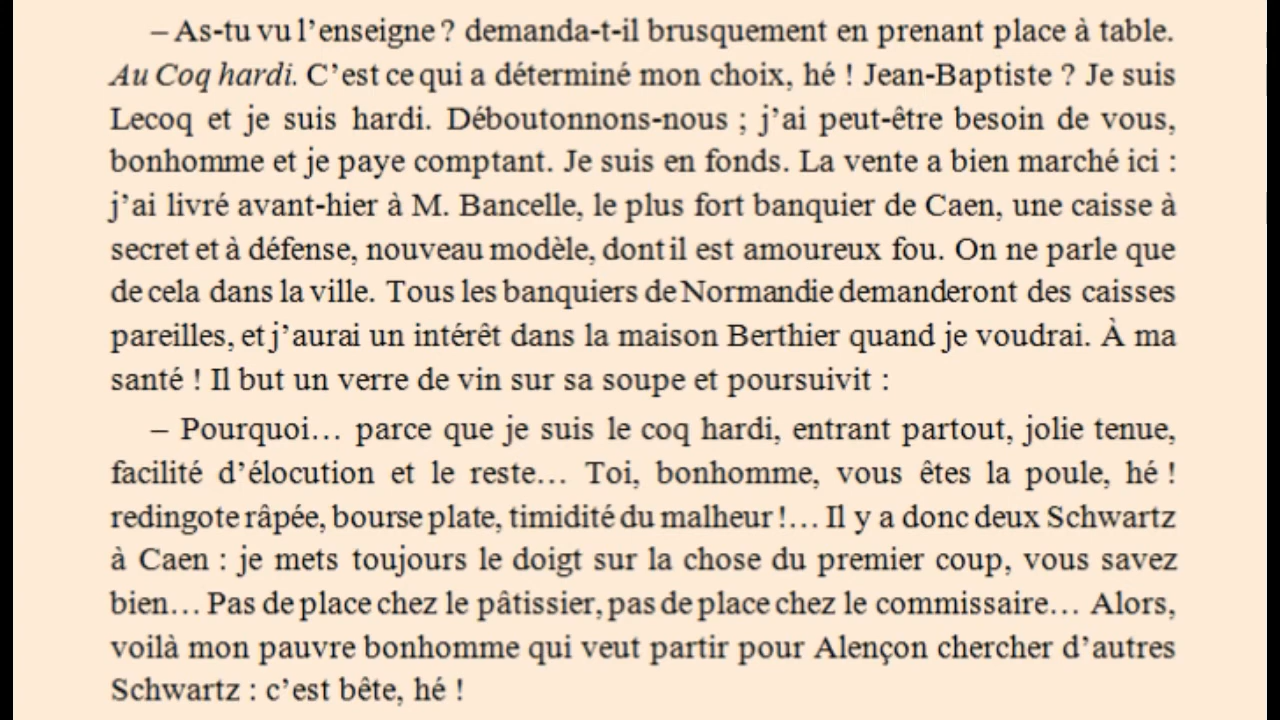 – As-tu vu l’enseigne ? demanda-t-il brusquement en prenant place à table.
Au Coq hardi. C’est ce qui a déterminé mon choix, hé ! Jean-Baptiste ? Je suis
Lecoq et je suis hardi. Déboutonnons-nous ; j’ai peut-être besoin de vous,
bonhomme et je paye comptant. Je suis en fonds. La vente a bien marché ici :
j’ai livré avant-hier à M. Bancelle, le plus fort banquier de Caen, une caisse à
secret et à défense, nouveau modèle, dont il est amoureux fou. On ne parle que
de cela dans la ville. Tous les banquiers de Normandie demanderont des caisses
pareilles, et j’aurai un intérêt dans la maison Berthier quand je voudrai. À ma
santé ! Il but un verre de vin sur sa soupe et poursuivit :
– Pourquoi… parce que je suis le coq hardi, entrant partout, jolie tenue,
facilité d’élocution et le reste… Toi, bonhomme, vous êtes la poule, hé !
redingote râpée, bourse plate, timidité du malheur !… Il y a donc deux Schwartz
à Caen : je mets toujours le doigt sur la chose du premier coup, vous savez
bien… Pas de place chez le pâtissier, pas de place chez le commissaire… Alors,
voilà mon pauvre bonhomme qui veut partir pour Alençon chercher d’autres
Schwartz : c’est bête, hé !